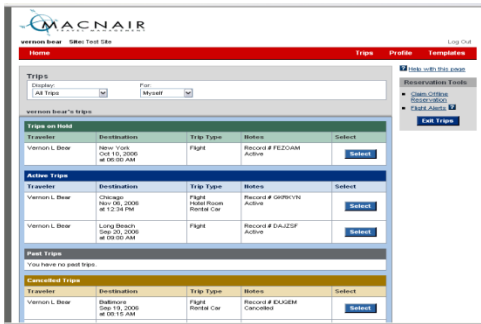 MACNAIR
TRAVEL MANAGEMENT
vernon bear Site: Test Site Log Out
Home Trips Profile Templates
Help with this page
Trips
Display: For:
All Trips Myself
vernon bear's trips
Reservation Tools
Claim Offline
Reservation
Flight Alerts
Exit Trips
Trips on Hold
Traveler Destination Trip Type Notes Select
Vernon L Bear New York Flight Record # FEZOAM Select
Oct 10, 2006 Active
at 06:00 AM
Active Trips
Traveler Destination Trip Type Notes Select
Vernon L Bear Chicago Flight Record # GKRKYN Select
Nov 06, 2006 Hotel Room Active
at 12:34 PM Rental Car
Vernon L Bear Long Beach Flight Record # DAJZSF Select
Sep 20, 2006 Active
at 09:00 AM
Past Trips
You have no past trips.
Cancelled Trips
Traveler Destination Trip Type Notes Select
Vernon L Bear Baltimore Flight Record # IDUGEM Select
Sep 19, 2006 Rental Car Cancelled
at 08:15 AM